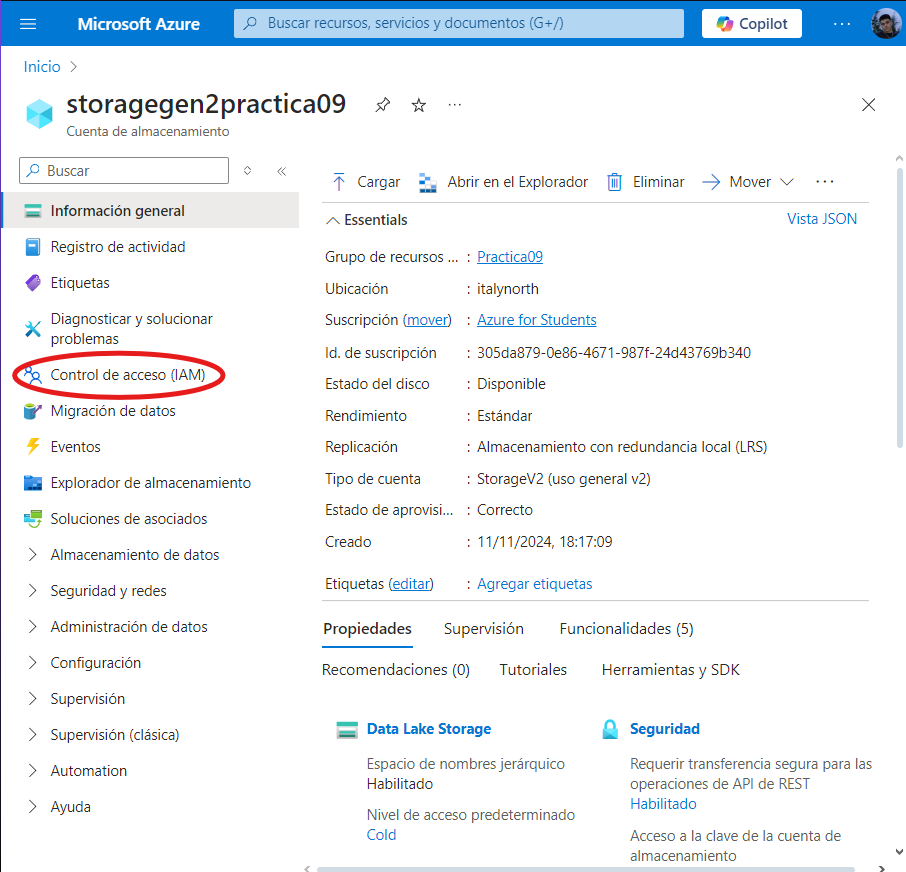 Microsoft Azure
Buscar recursos, servicios y documentos (G+/)
Copilot
Inicio
storagegen2practica09
Cuenta de almacenamiento
Buscar
Información general
Registro de actividad
Etiquetas
Diagnosticar y solucionar
problemas
Control de acceso (IAM)
Migración de datos
Eventos
Explorador de almacenamiento
Soluciones de asociados
Almacenamiento de datos
Seguridad y redes
Administración de datos
Configuración
Supervisión
Supervisión (clásica)
Automation
Ayuda
Cargar
Abrir en el Explorador
Eliminar
Mover
Essentials
Vista JSON
Grupo de recursos ... : Practica09
Ubicación : italynorth
Suscripción (mover) : Azure for Students
Id. de suscripción : 305da879-0e86-4671-987f-24d43769b340
Estado del disco : Disponible
Rendimiento : Estándar
Replicación : Almacenamiento con redundancia local (LRS)
Tipo de cuenta : StorageV2 (uso general v2)
Estado de aprovisi... : Correcto
Creado : 11/11/2024, 18:17:09
Etiquetas (editar) : Agregar etiquetas
Propiedades
Supervisión
Funcionalidades (5)
Recomendaciones (0)
Tutoriales
Herramientas y SDK
Data Lake Storage
Espacio de nombres jerárquico
Habilitado
Nivel de acceso predeterminado
Cold
Seguridad
Requerir transferencia segura para las
operaciones de API de REST
Habilitado
Acceso a la clave de la cuenta de
almacenamiento